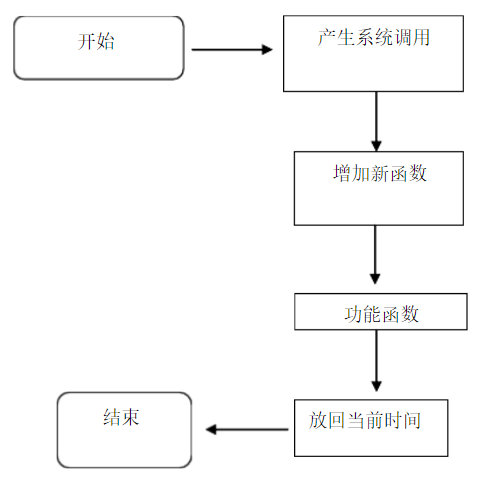 开始
产生系统调用
增加新函数
功能函数
放回当前时间
结束